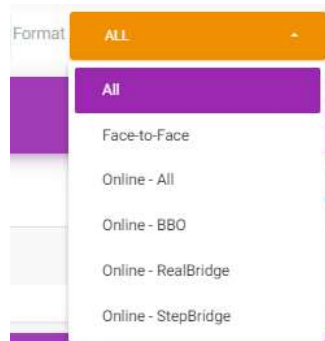 Format
ALL
All
Face-to-Face
Online - All
Online - BBO
Online - RealBridge
Online - StepBridge